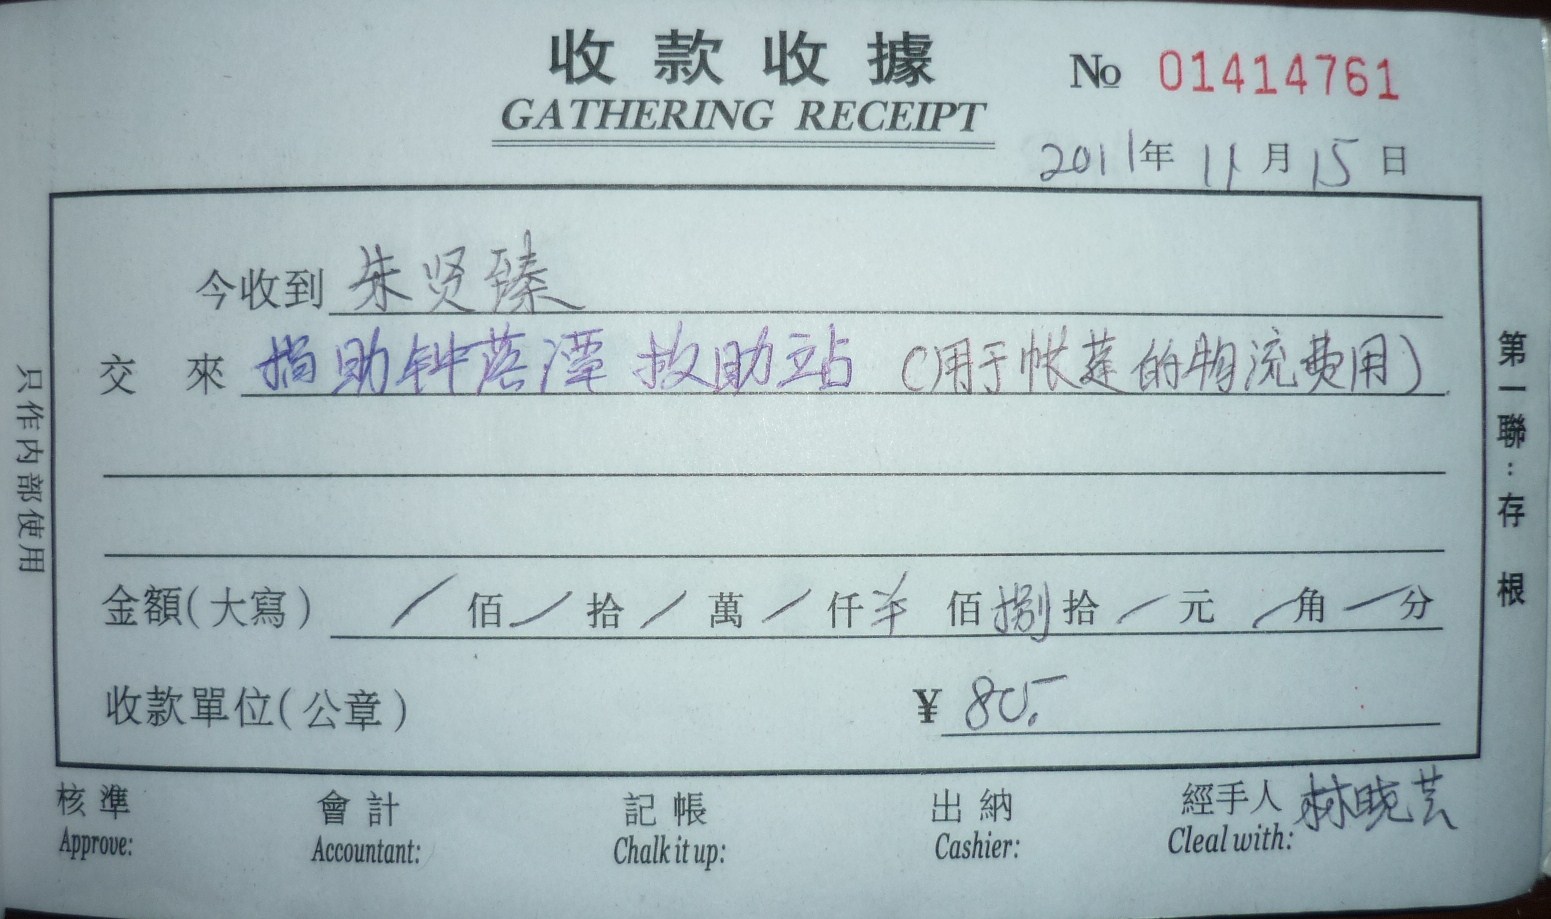 收款收據
GATHERING RECEIPT
No 01414761
2011年 11月 15日
今收到 朱贤臻
交來 捐助钟落潭救助站 (用于帐篷的物流费用)
金額(大寫) / 佰 / 拾 / 萬 / 仟 ¥ 佰 捌 拾 / 元 / 角 / 分
收款單位(公章) ¥ 80.-
核準 會計 記帳 出納 經手人 林晓芸
Approve: Accountant: Chalk it up: Cashier: Cleal with:
只作内部使用
第一聯:存根